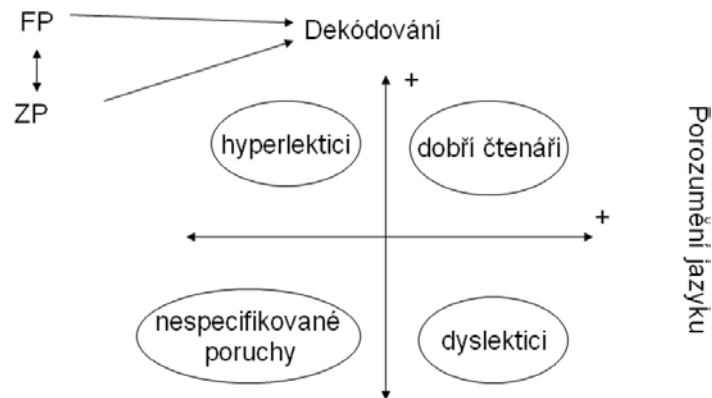 FP
Dekódování
ZP
+
hyperlektici
dobří čtenáři
+
Porozumění jazyku
nespecifikované
poruchy
dyslektici